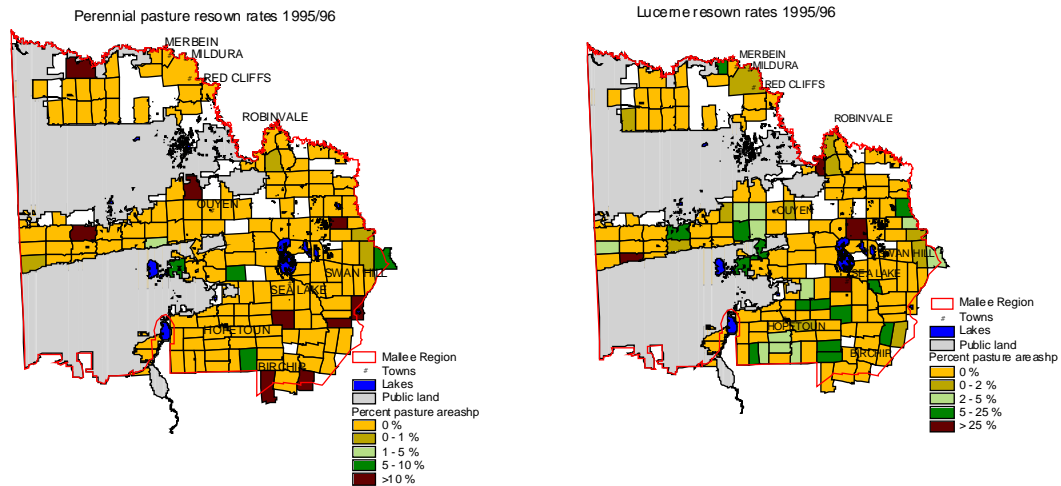 Perennial pasture resown rates 1995/96
MERBEIN
MILDURA
# # RED CLIFFS
ROBINVALE
OUYEN
SWAN HILL
SEA LAKE
HOPETOUN
BIRCHIP
Mallee Region
# Towns
Lakes
Public land
Percent pasture areashp
0 %
0 - 1 %
1 - 5 %
5 - 10 %
>10 %
Lucerne resown rates 1995/96
MERBEIN
# MILDURA
# RED CLIFFS
ROBINVALE
OUYEN
SWAN HILL
SEA LAKE
HOPETOUN
BIRCHIP
Mallee Region
# Towns
Lakes
Public land
Percent pasture areashp
0 %
0 - 2 %
2 - 5 %
5 - 25 %
> 25 %